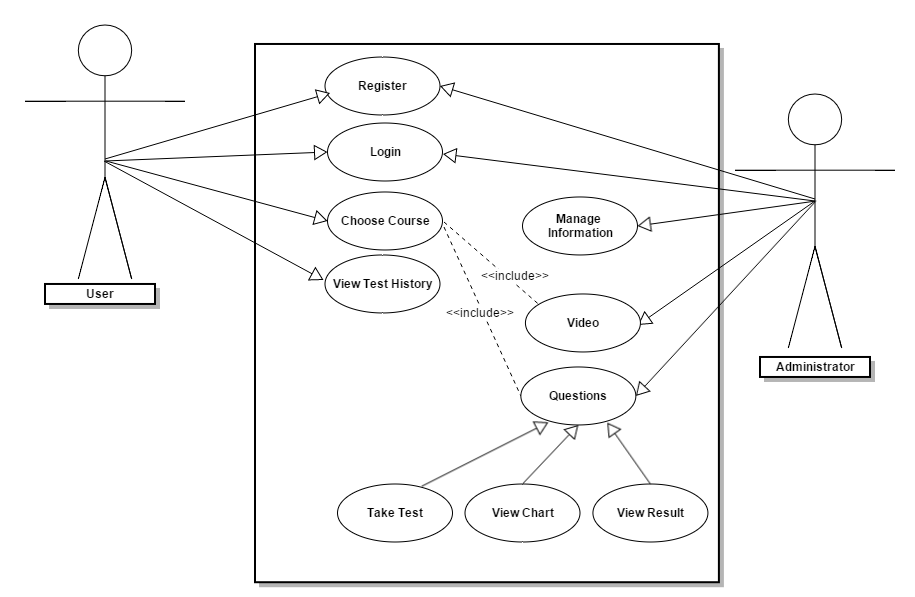 Register
Login
Choose Course
Manage
Information
<<include>>
View Test History
User
<<include>>
Video
Administrator
Questions
Take Test
View Chart
View Result